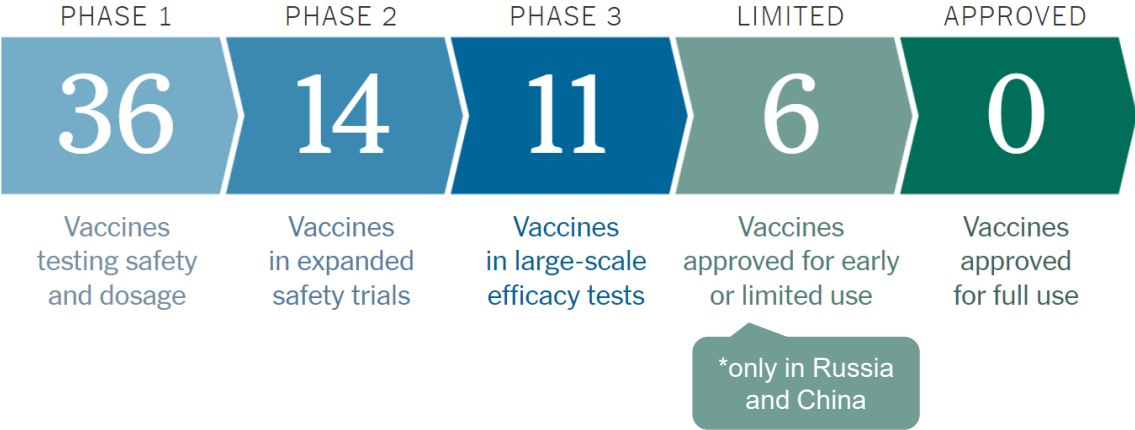 PHASE 1
PHASE 2
PHASE 3
LIMITED
APPROVED
36
14
11
6
0
Vaccines
testing safety
and dosage
Vaccines
in expanded
safety trials
Vaccines
in large-scale
efficacy tests
Vaccines
approved for early
or limited use
Vaccines
approved
for full use
*only in Russia
and China